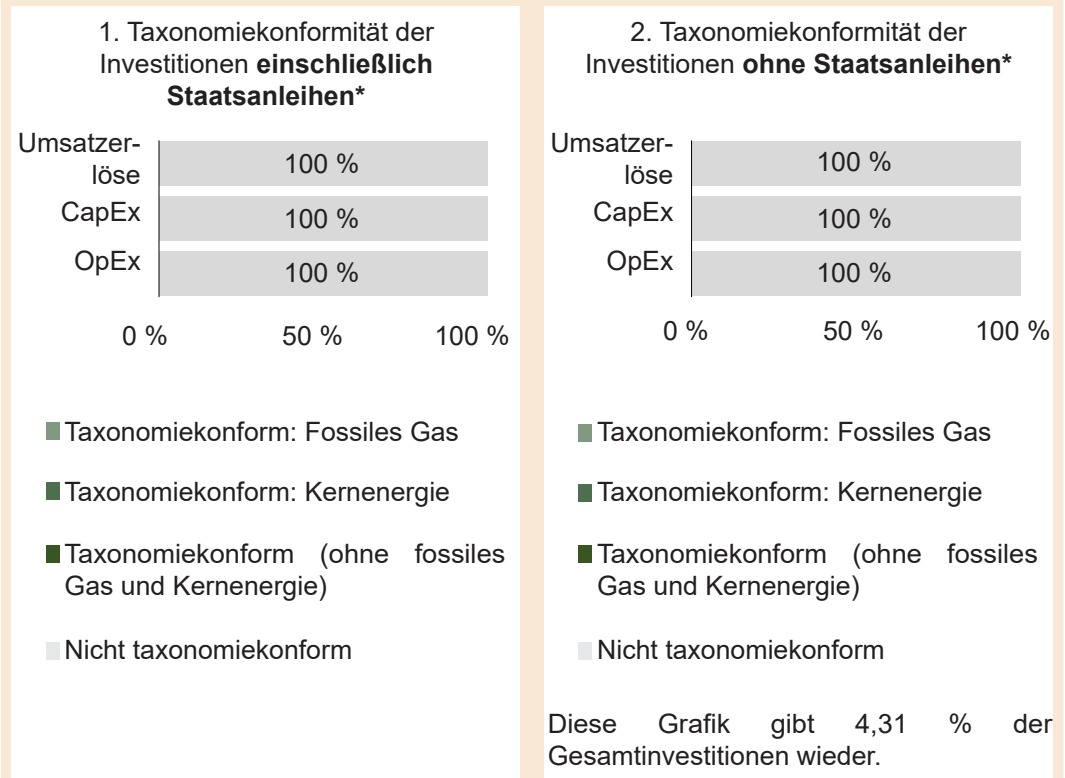 1. Taxonomiekonformität der
Investitionen einschließlich
Staatsanleihen*
Umsatzer-
löse
100 %
CapEx
100 %
OpEx
100 %
0 % 50 % 100 %
Taxonomiekonform: Fossiles Gas
Taxonomiekonform: Kernenergie
Taxonomiekonform (ohne fossiles
Gas und Kernenergie)
Nicht taxonomiekonform
2. Taxonomiekonformität der
Investitionen ohne Staatsanleihen*
Umsatzer-
löse
100 %
CapEx
100 %
OpEx
100 %
0 % 50 % 100 %
Taxonomiekonform: Fossiles Gas
Taxonomiekonform: Kernenergie
Taxonomiekonform (ohne fossiles
Gas und Kernenergie)
Nicht taxonomiekonform
Diese Grafik gibt 4,31 % der
Gesamtinvestitionen wieder.